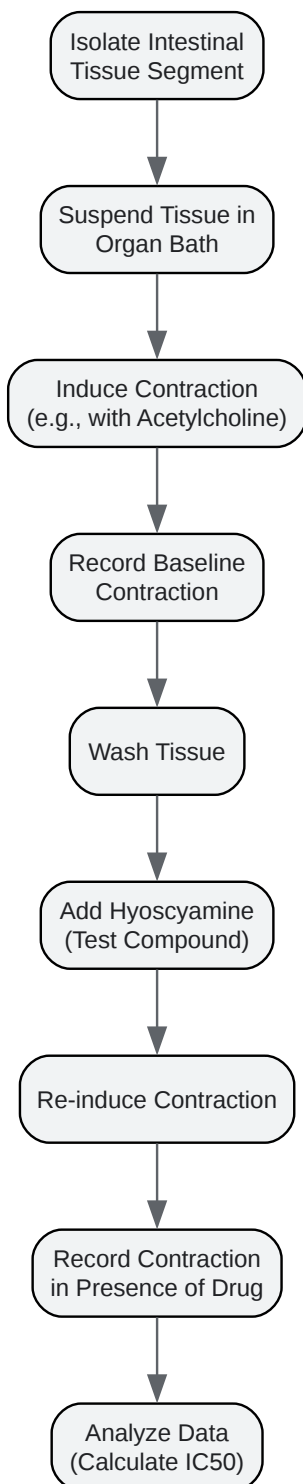 Isolate Intestinal
Tissue Segment
Suspend Tissue in
Organ Bath
Induce Contraction
(e.g., with Acetylcholine)
Record Baseline
Contraction
Wash Tissue
Add Hyoscyamine
(Test Compound)
Re-induce Contraction
Record Contraction
in Presence of Drug
Analyze Data
(Calculate IC50)